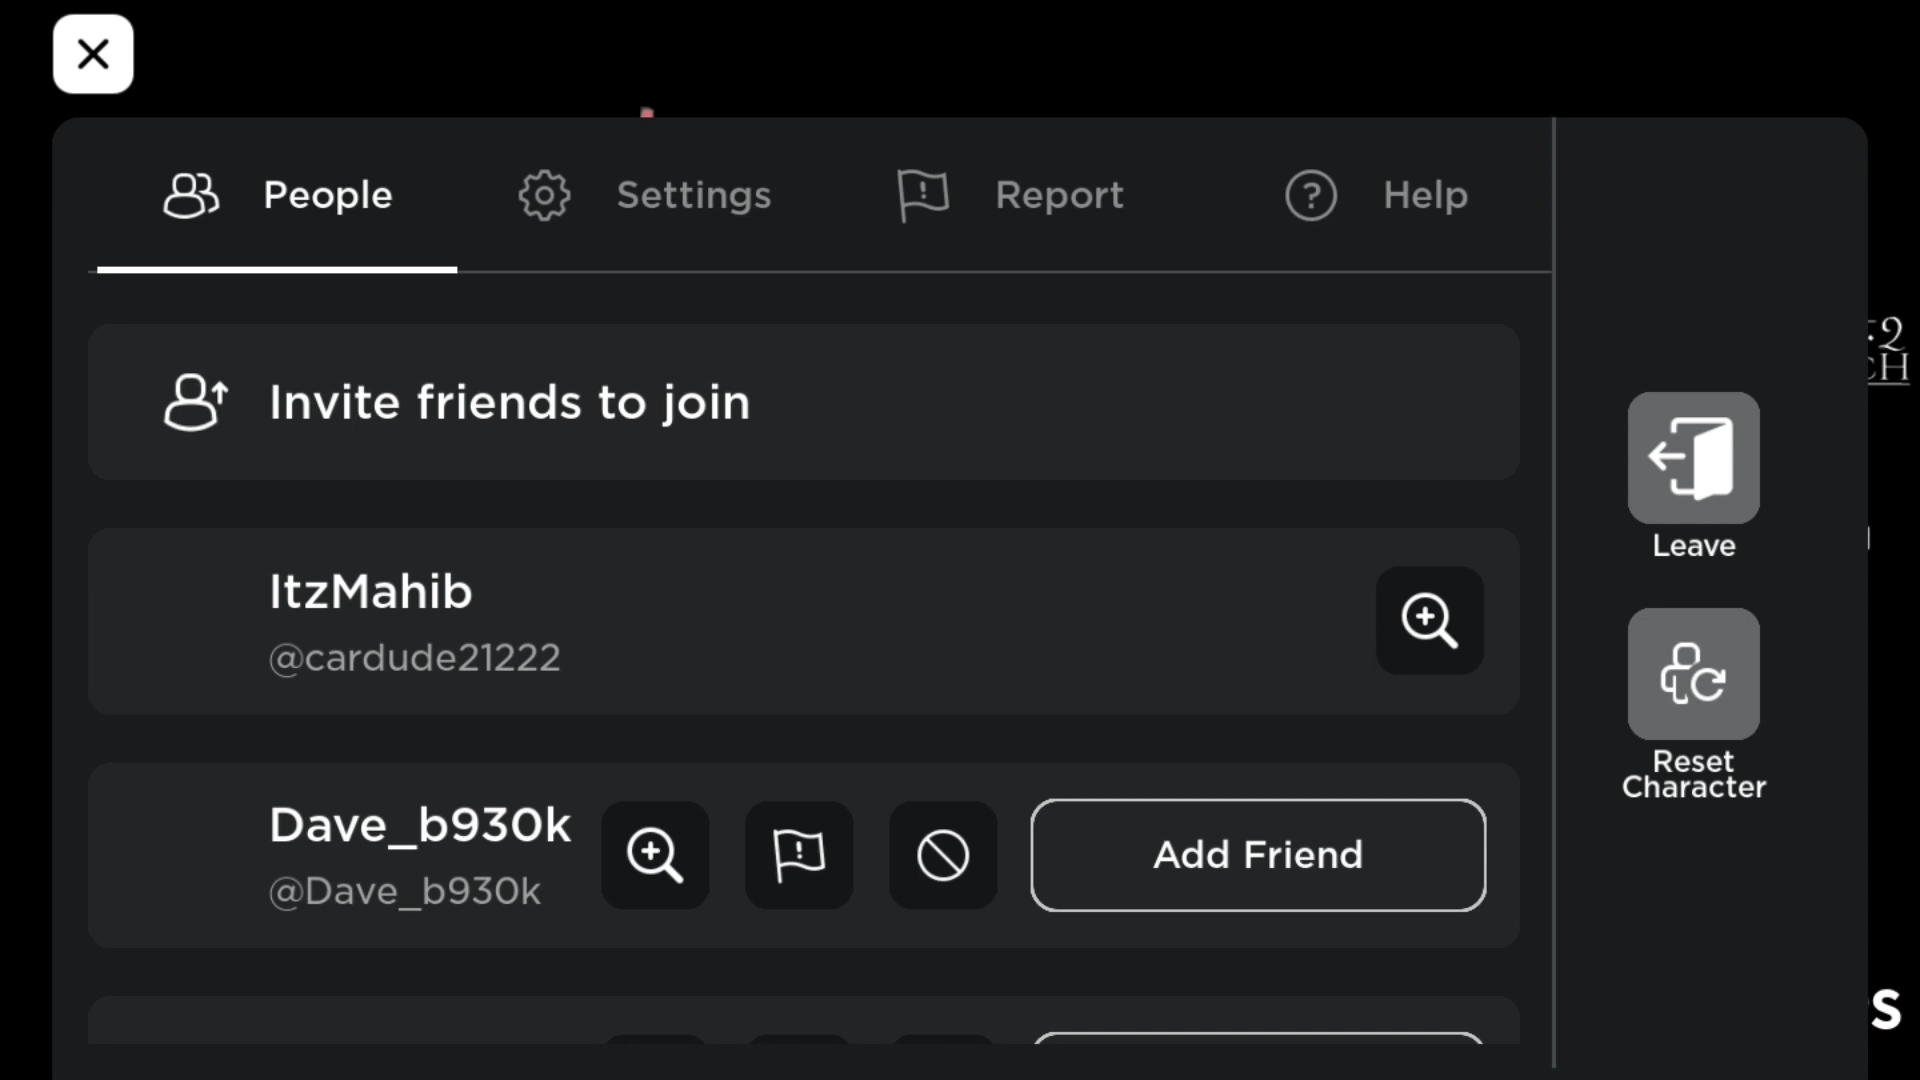 People
Settings
Report
Help
Invite friends to join
ItzMahib
@cardude21222
Dave_b930k
@Dave_b930k
Add Friend
Leave
Reset
Character